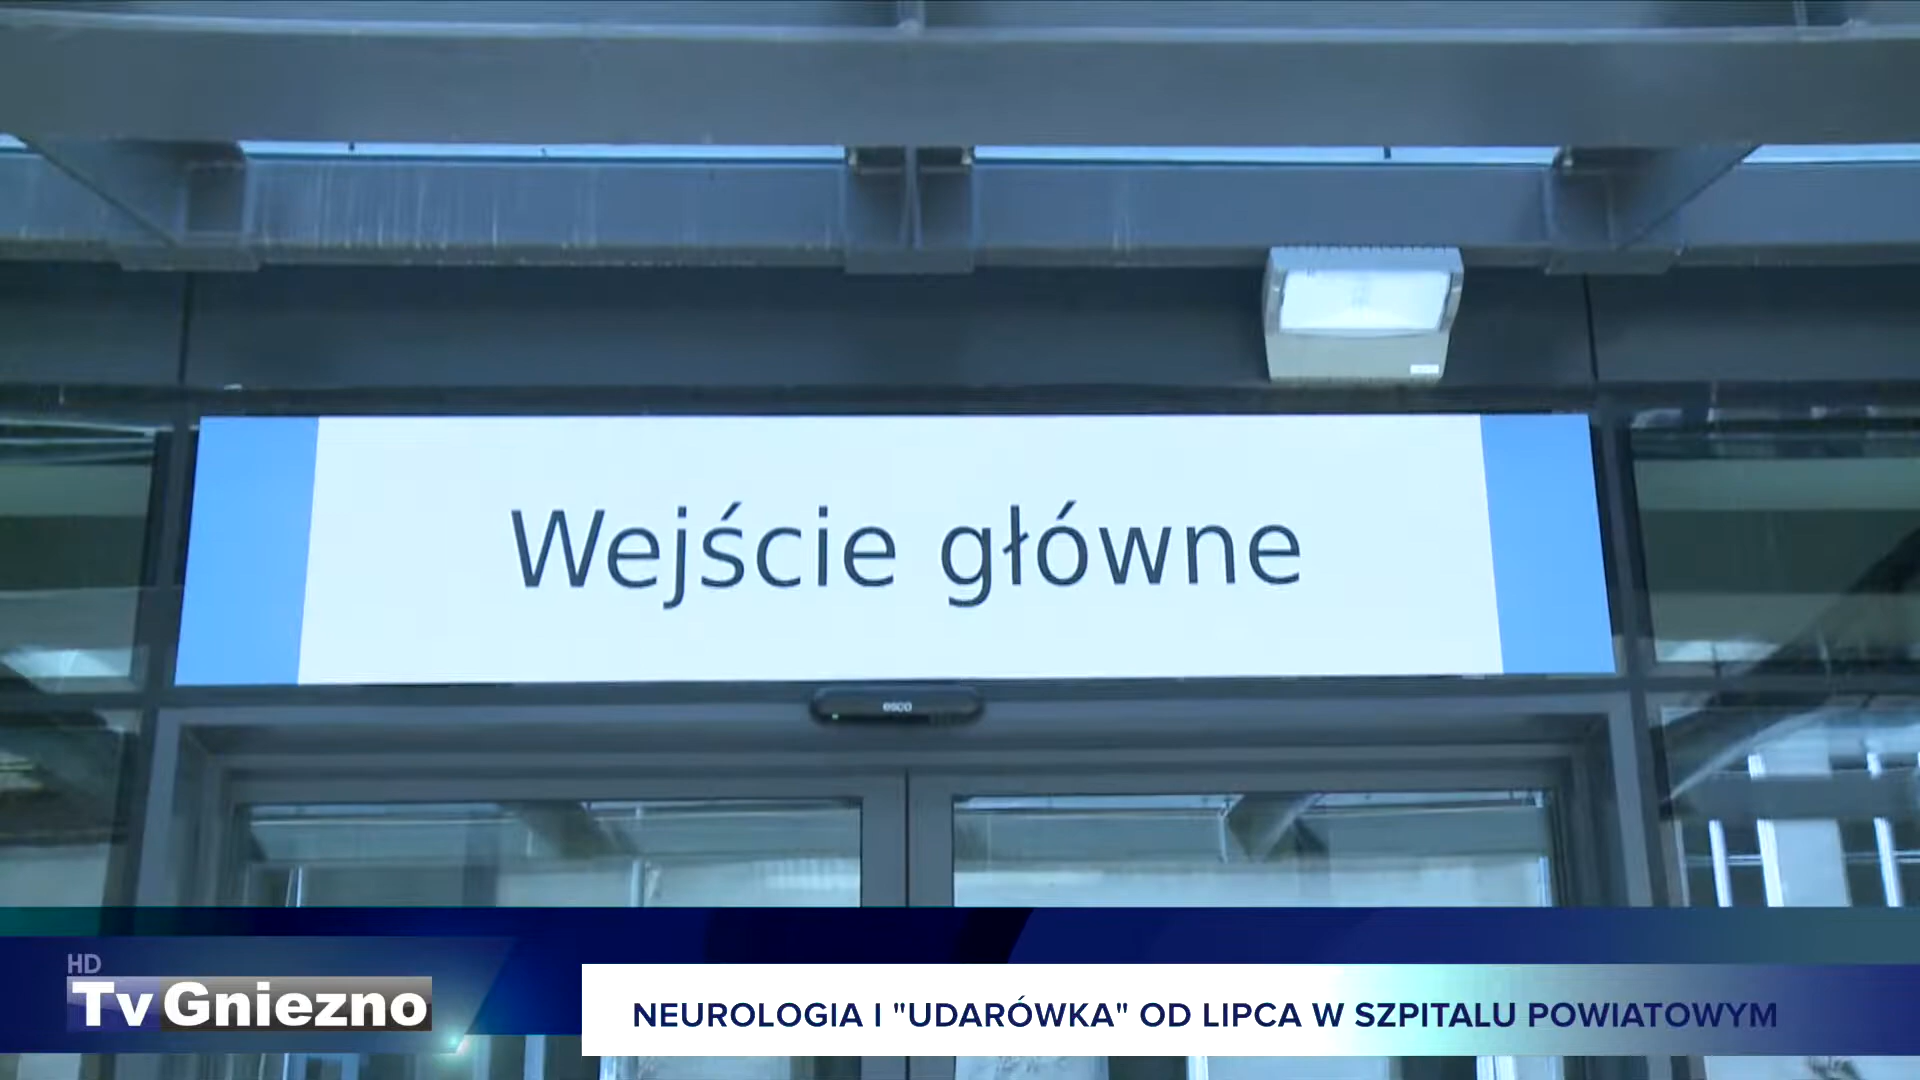 Wejście główne
esco
HD
Tv Gniezno
NEUROLOGIA I "UDARÓWKA" OD LIPCA W SZPITALU POWIATOWYM